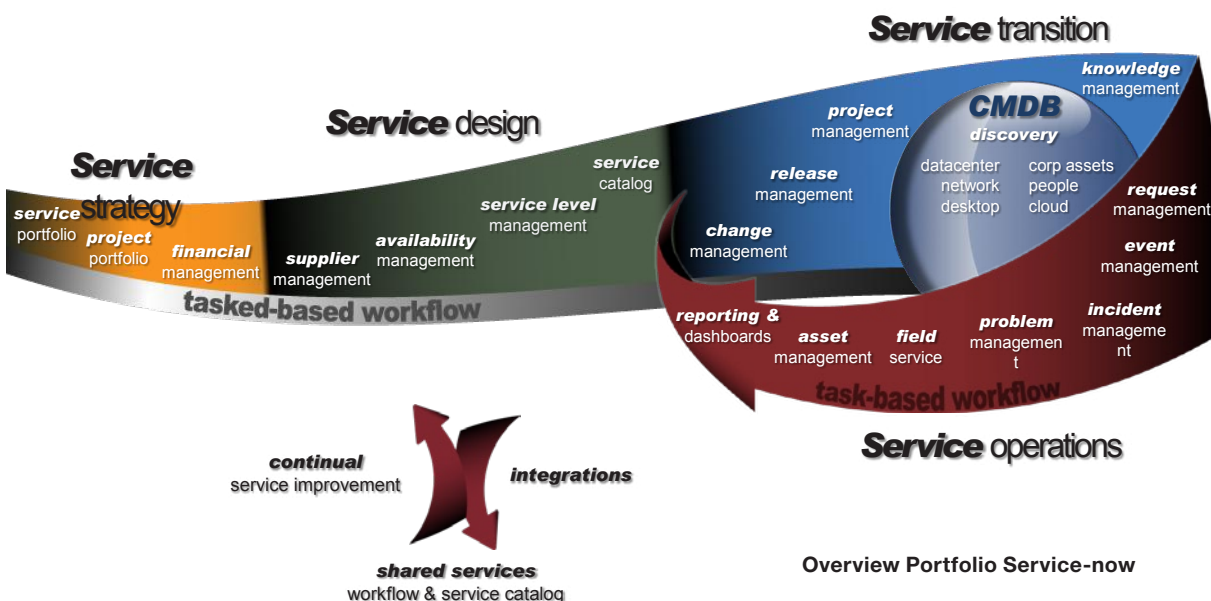 Service transition
knowledge
management
CMDB
project
management
discovery
Service design
datacenter
network
desktop
corp assets
people
cloud
service
catalog
release
management
Service
strategy
request
management
service level
management
service
portfolio
project
portfolio
financial
management
supplier
management
availability
management
change
management
event
management
tasked-based workflow
reporting &
dashboards
asset
management
field
service
problem
managemen
t
incident
manageme
nt
task-based workflow
Service operations
continual
service improvement
integrations
Overview Portfolio Service-now
shared services
workflow & service catalog